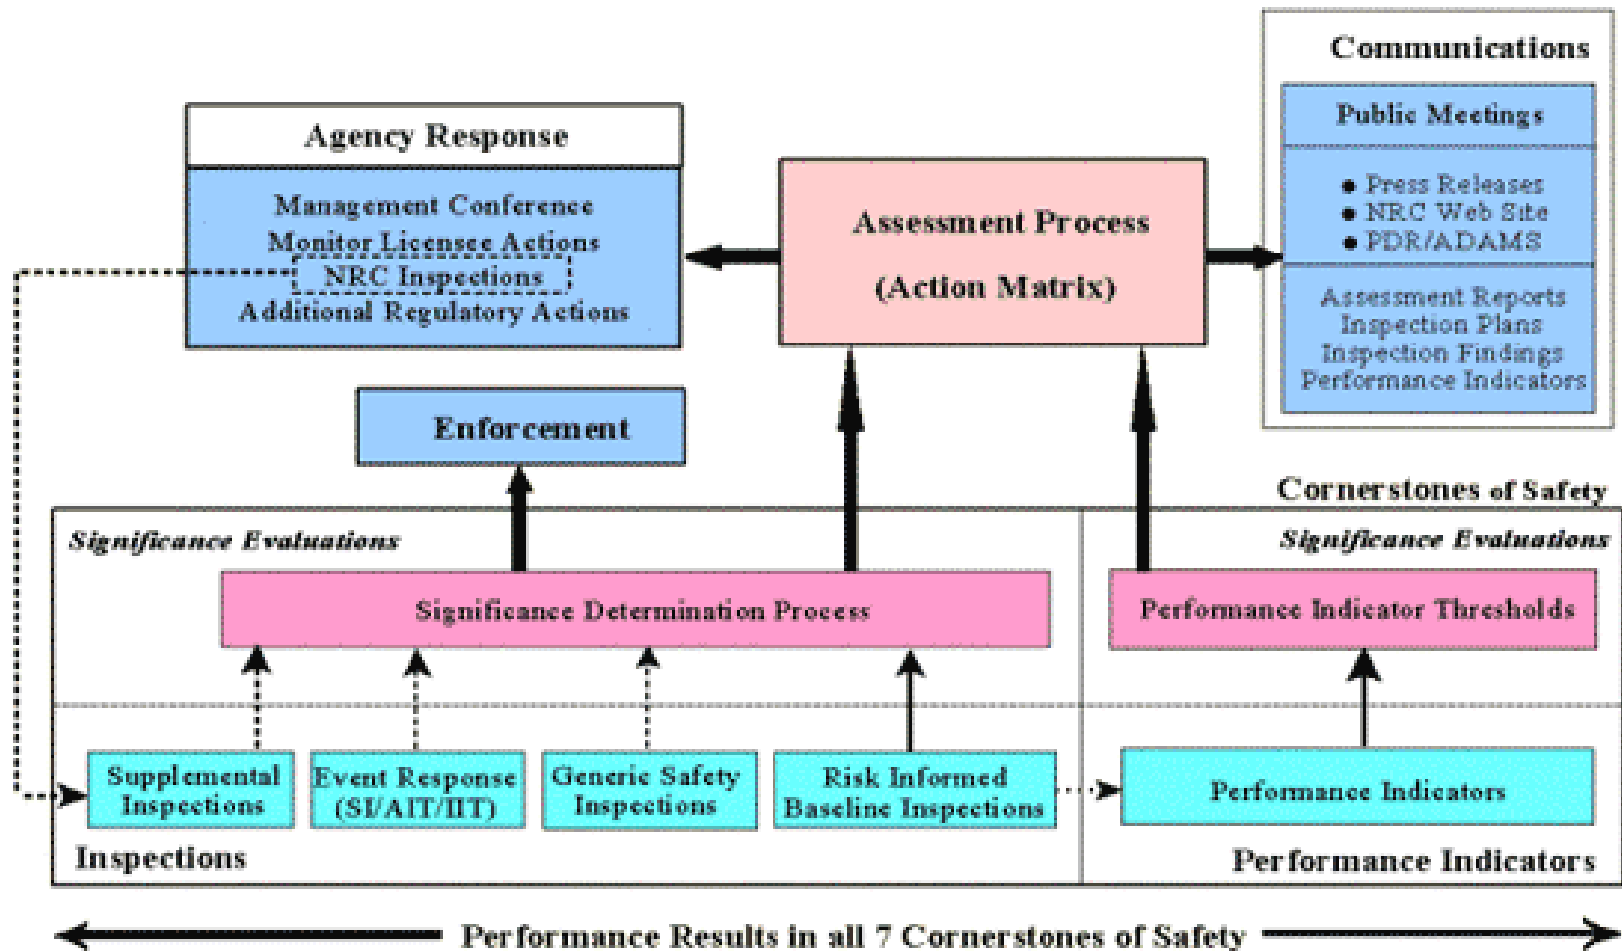 Communications
Public Meetings
● Press Releases
● NRC Web Site
● PDR/ADAMS
Assessment Reports
Inspection Plans
Inspection Findings
Performance Indicators
Agency Response
Management Conference
Monitor Licensee Actions
NRC Inspections
Additional Regulatory Actions
Assessment Process
(Action Matrix)
Enforcement
Cornerstones of Safety
Significance Evaluations
Significance Evaluations
Significance Determination Process
Performance Indicator Thresholds
Supplemental
Inspections
Event Response
(SI/AIT/IIT)
Generic Safety
Inspections
Risk Informed
Baseline Inspections
Performance Indicators
Inspections
Performance Indicators
Performance Results in all 7 Cornerstones of Safety